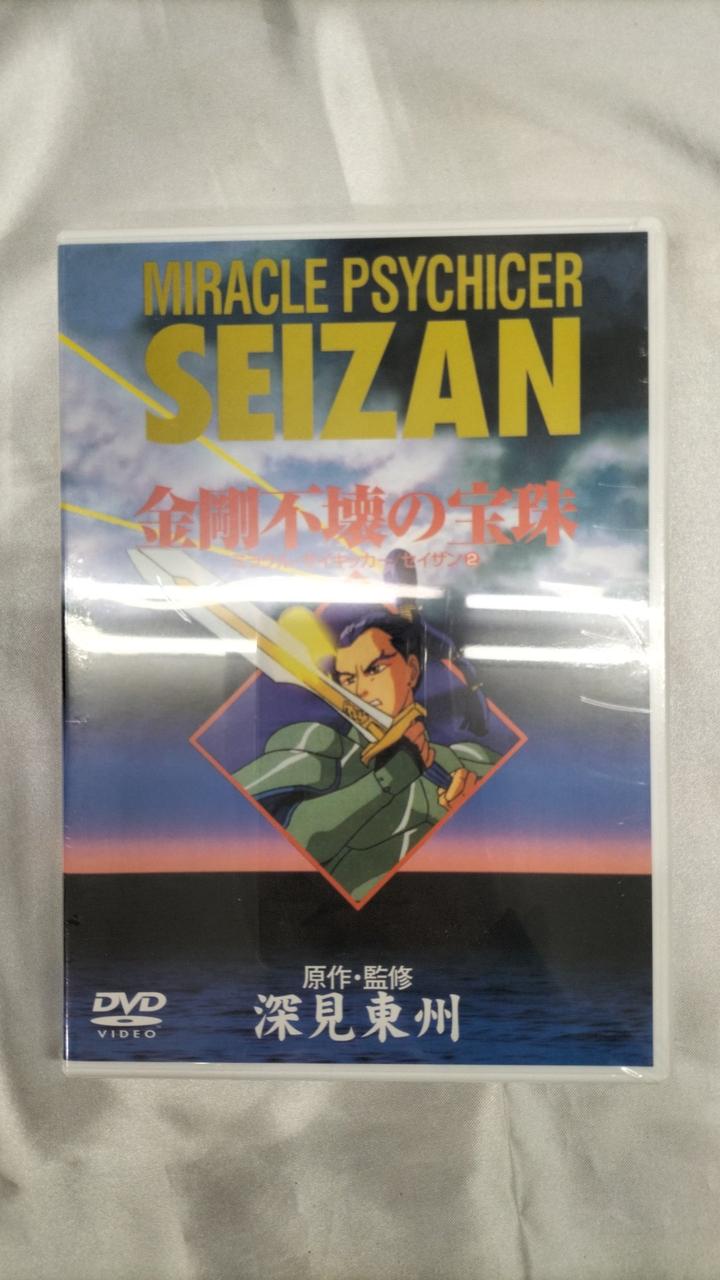 MIRACLE PSYCHICER
SEIZAN
金剛不壊の宝珠
ミラクル・サイキッカー セイザン2
原作・監修
深見東州
DVD
VIDEO